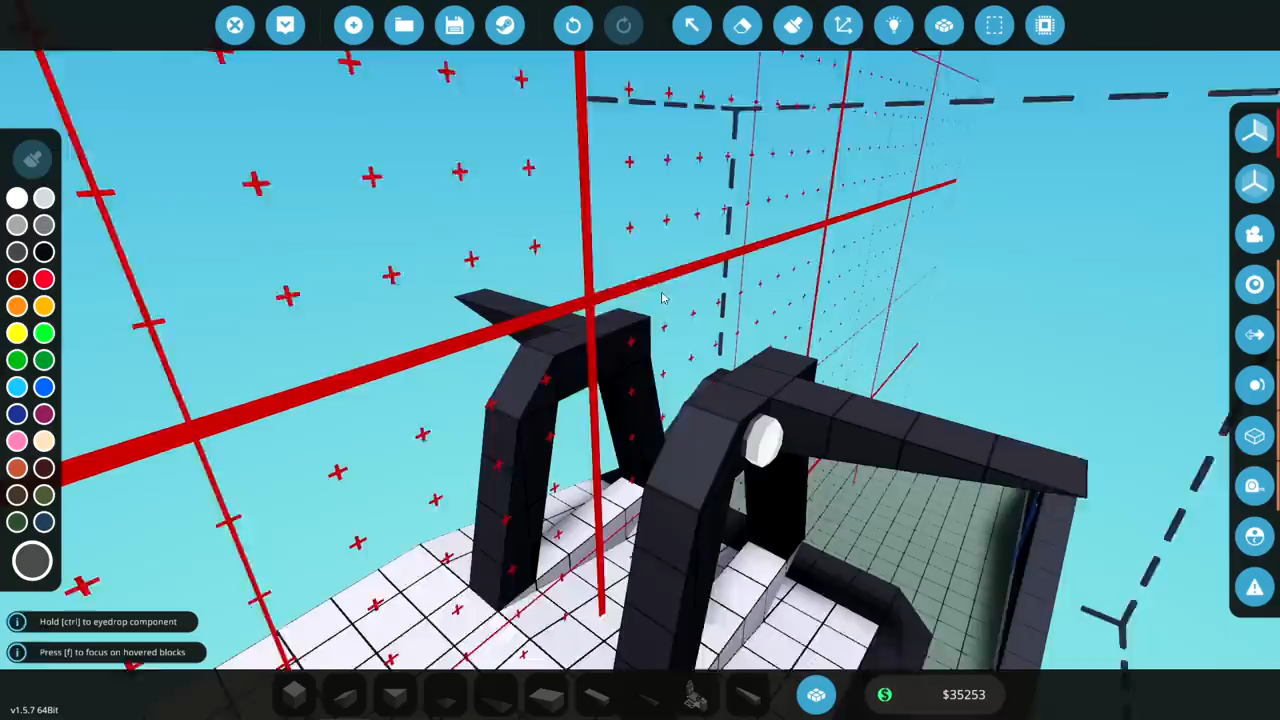 Hold [ctrl] to eyedrop component
Press [f] to focus on hovered blocks
$35253
v1.5.7 64Bit